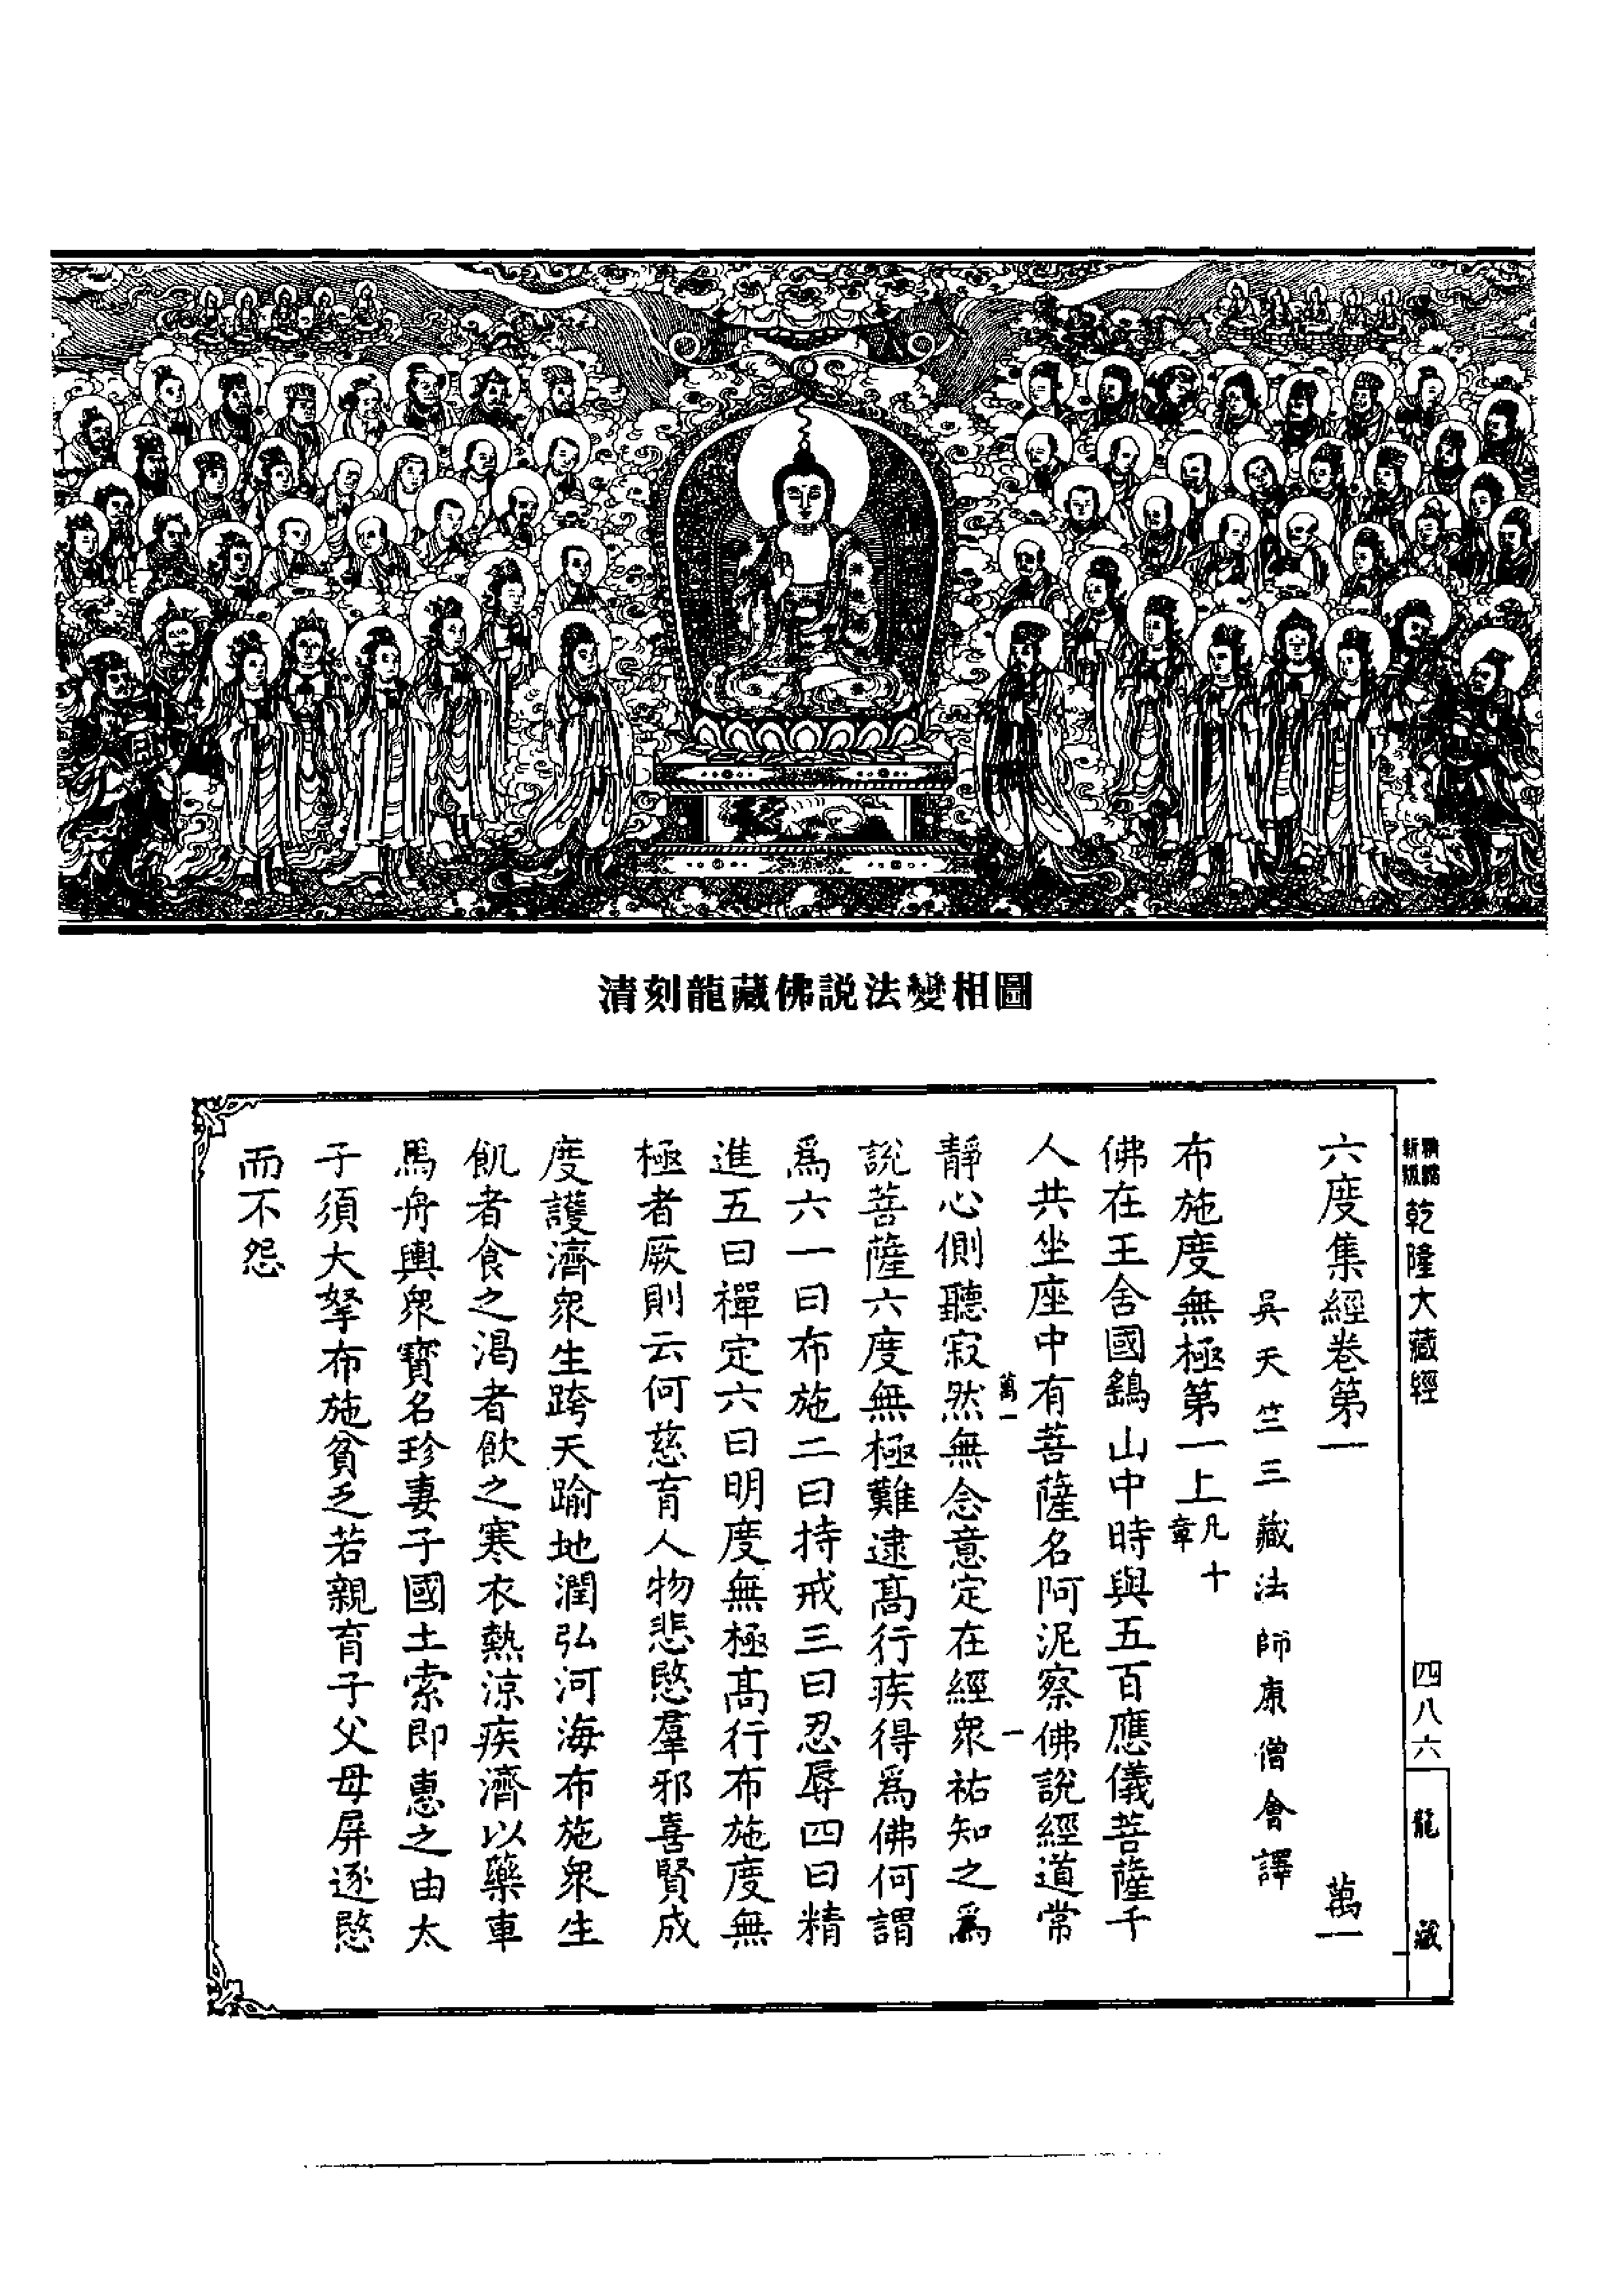 清刻龍藏佛説法變相圖
精縮
新版
乾隆大藏經
四八六
龍藏
六度集經卷第一
萬一
吳天竺三藏法師康僧會譯
布施度無極第一上
凡十
章
佛在王舍國鷂山中時與五百應儀菩薩千
人共坐座中有菩薩名阿泥察佛說經道常
萬一
一
靜心側聽寂然無念意定在經衆祐知之爲
說菩薩六度無極難逮髙行疾得爲佛何謂
爲六一曰布施二曰持戒三曰忍辱四曰精
進五曰禪定六曰明度無極髙行布施度無
極者厥則云何慈育人物悲愍羣邪喜賢成
度護濟衆生跨天踰地潤弘河海布施衆生
飢者食之渴者飲之寒衣熱涼疾濟以藥車
馬舟輿衆寶名珍妻子國土索即惠之由太
子須大拏布施貧乏若親育子父母屏逐愍
而不怨